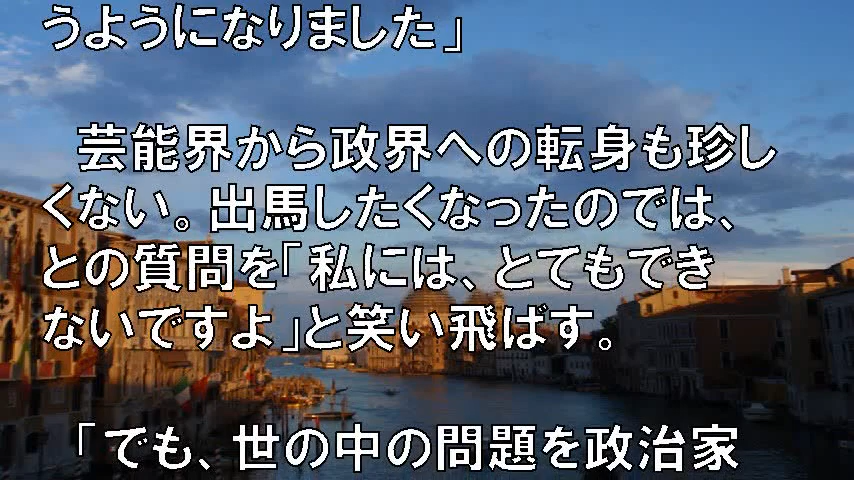 うようになりました」
芸能界から政界への転身も珍し
くない。出馬したくなったのでは、
との質問を「私には、とてもでき
ないですよ」と笑い飛ばす。
「でも、世の中の問題を政治家